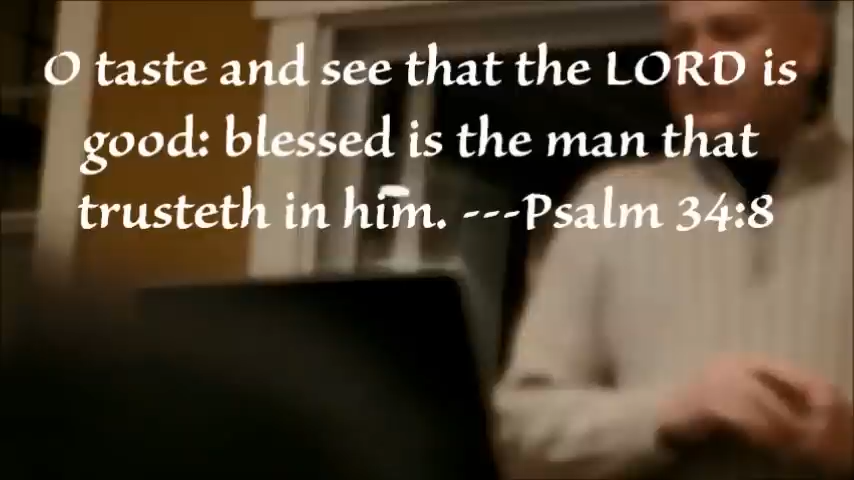 O taste and see that the LORD is
good: blessed is the man that
trusteth in him. ---Psalm 34:8